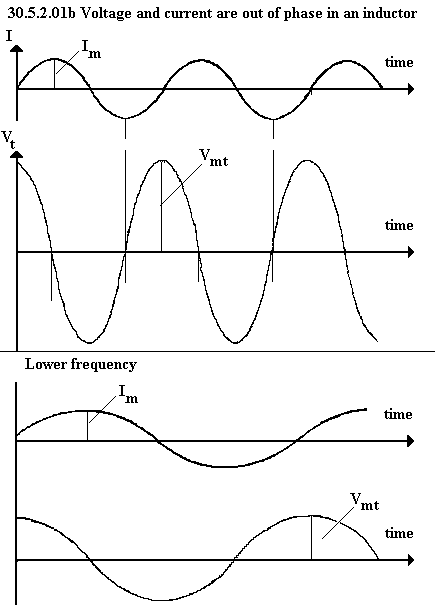 30.5.2.01b Voltage and current are out of phase in an inductor
I
Im
time
Vt
Vmt
time
Lower frequency
Im
time
Vmt
time